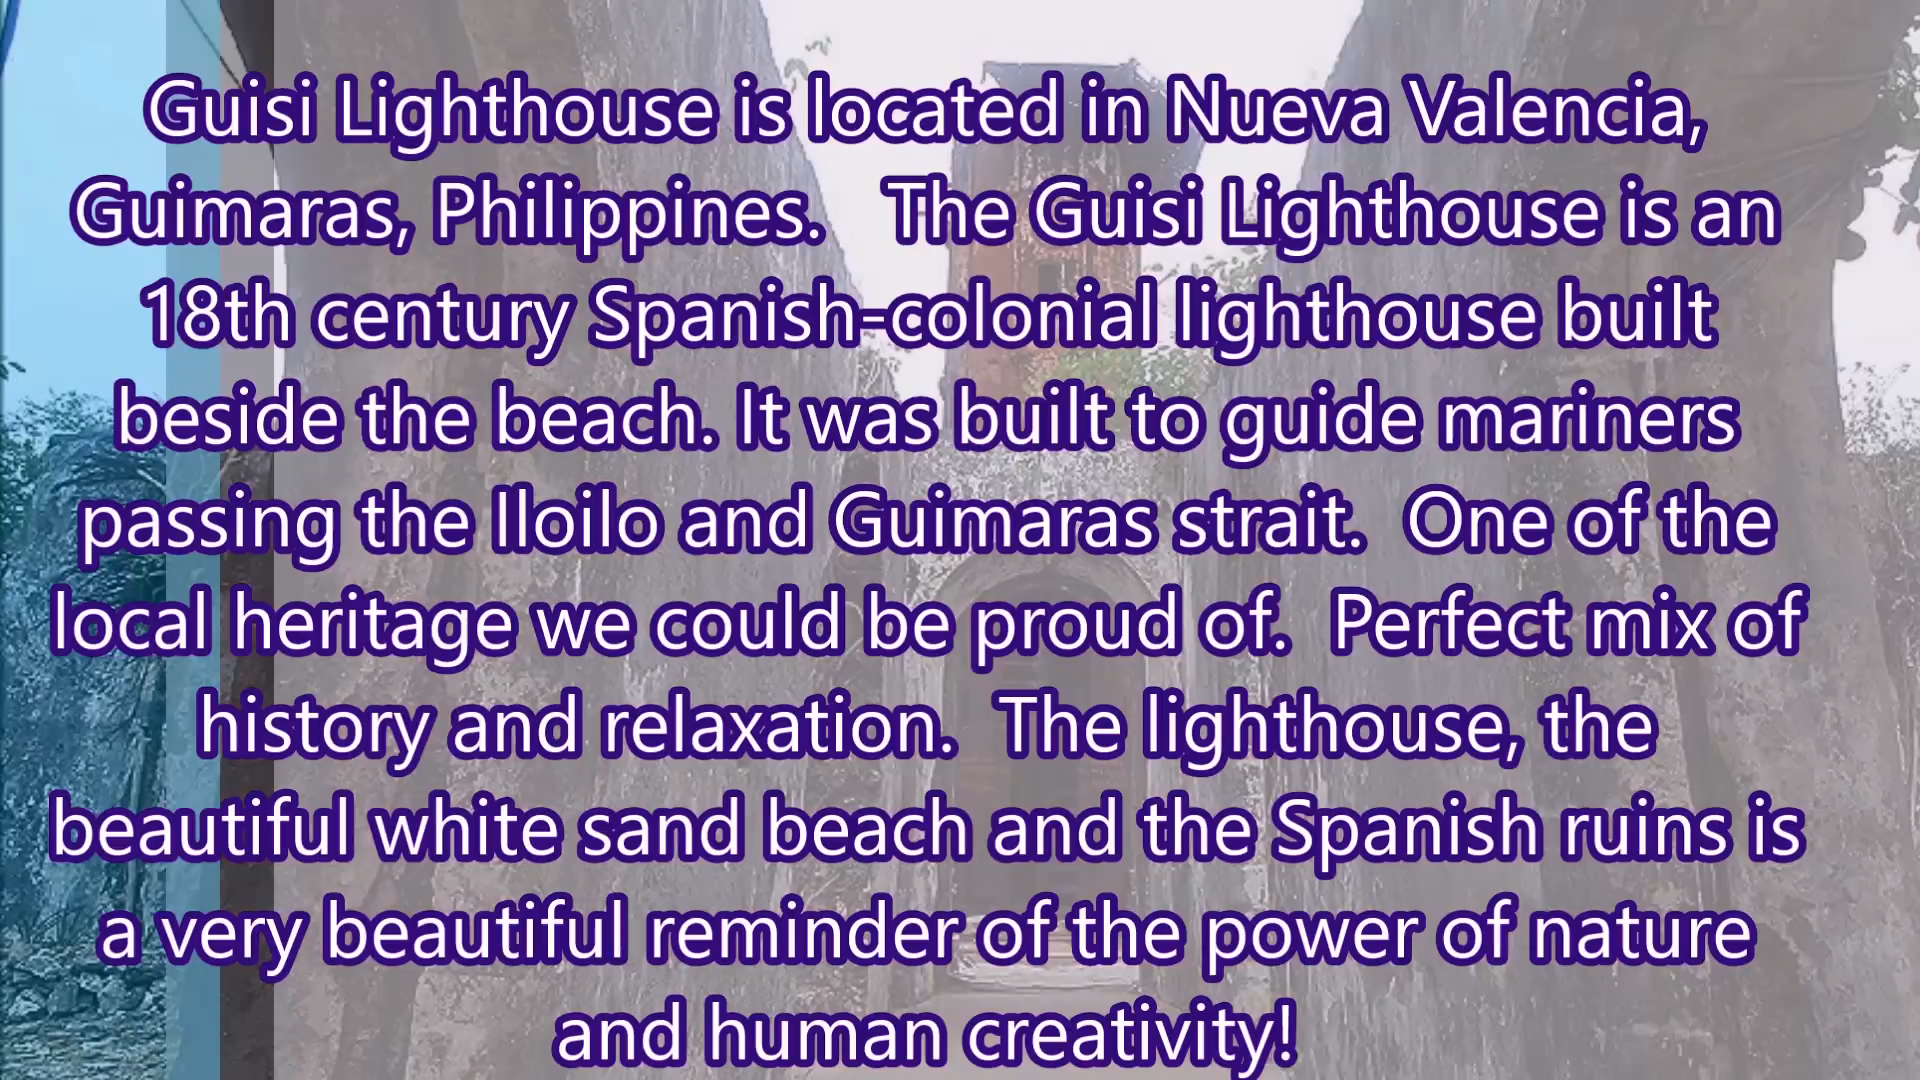 Guisi Lighthouse is located in Nueva Valencia,
Guimaras, Philippines.   The Guisi Lighthouse is an
18th century Spanish-colonial lighthouse built
beside the beach. It was built to guide mariners
passing the Iloilo and Guimaras strait.  One of the
local heritage we could be proud of.  Perfect mix of
history and relaxation.  The lighthouse, the
beautiful white sand beach and the Spanish ruins is
a very beautiful reminder of the power of nature
and human creativity!